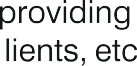 providing
lients, etc